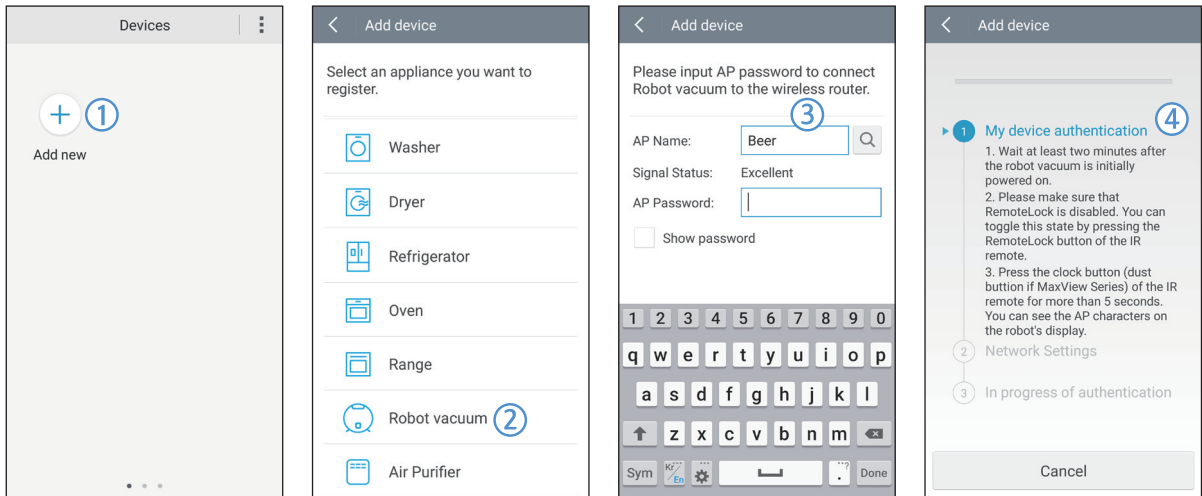 Devices
①
Add new
Add device
Select an appliance you want to
register.
Washer
Dryer
Refrigerator
Oven
Range
Robot vacuum ②
Air Purifier
Add device
Please input AP password to connect
Robot vacuum to the wireless router.
③
AP Name: Beer
Signal Status: Excellent
AP Password:
Show password
1 2 3 4 5 6 7 8 9 0
q w e r t y u i o p
a s d f g h j k l
z x c v b n m
Sym Kř/En . ? Done
Add device
④
1 My device authentication
1. Wait at least two minutes after
the robot vacuum is initially
powered on.
2. Please make sure that
RemoteLock is disabled. You can
toggle this state by pressing the
RemoteLock button of the IR
remote.
3. Press the clock button (dust
buttion if MaxView Series) of the IR
remote for more than 5 seconds.
You can see the AP characters on
the robot's display.
2 Network Settings
3 In progress of authentication
Cancel